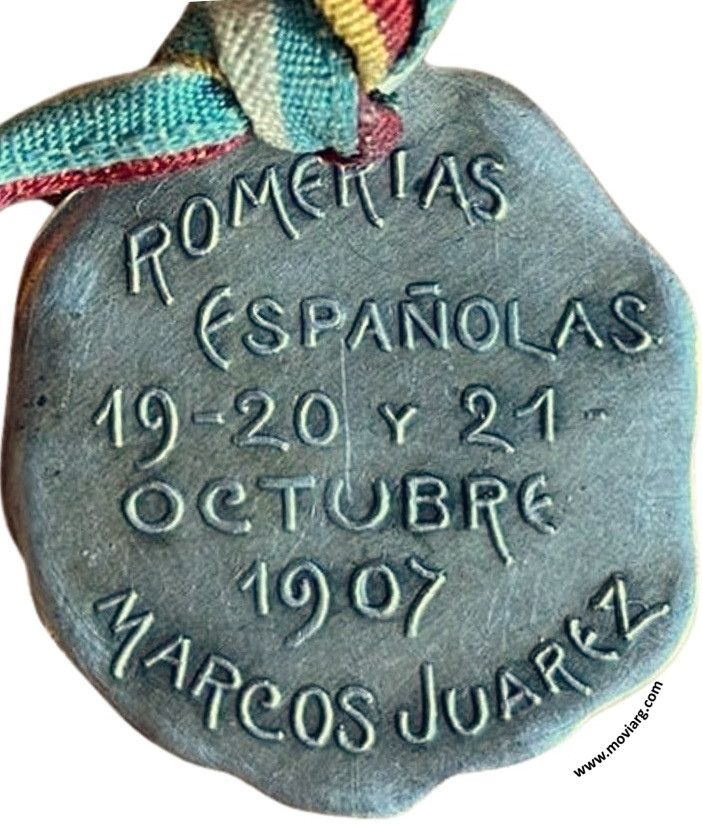 ROMERIAS
ESPAÑOLAS
19-20 Y 21-
OCTUBRE
1907
MARCOS JUAREZ
www.moviarg.com